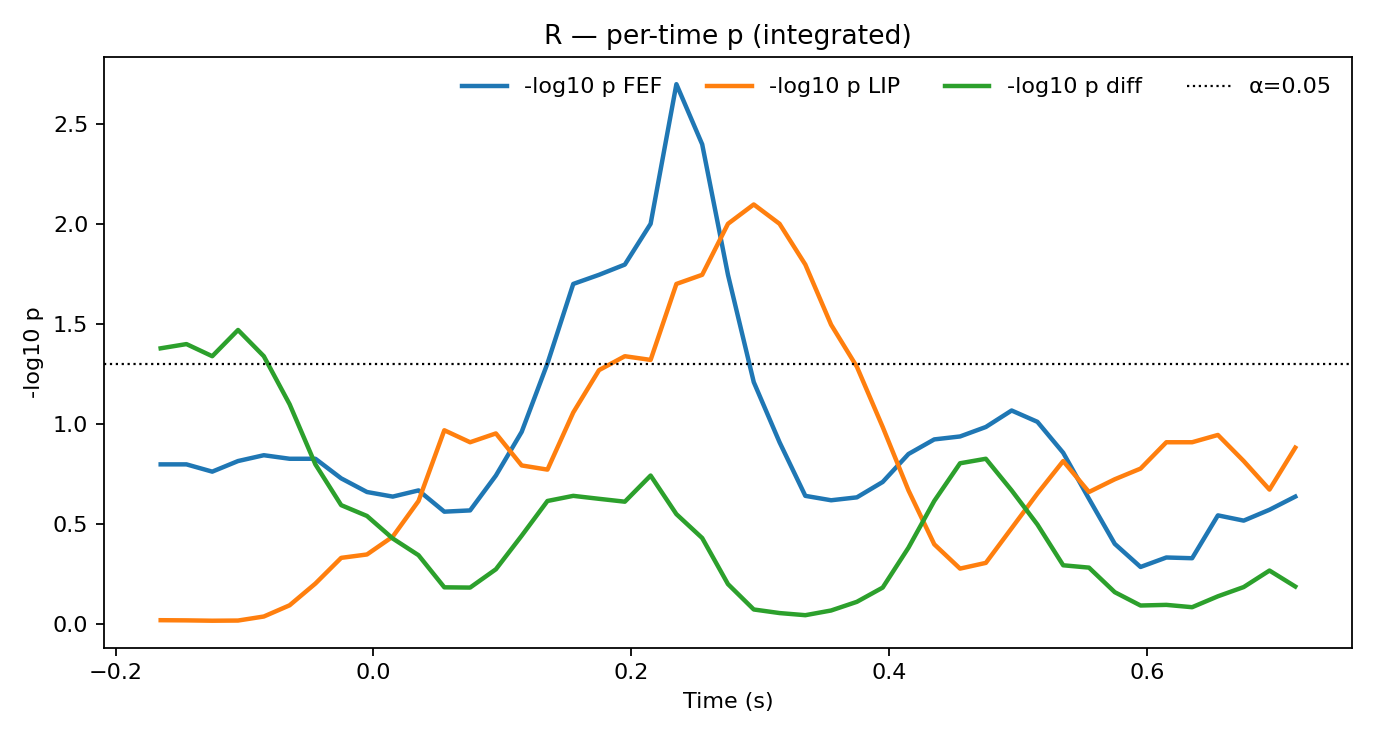 R — per-time p (integrated)
-log10 p FEF
-log10 p LIP
-log10 p diff
α=0.05
-log10 p
2.5
2.0
1.5
1.0
0.5
0.0
−0.2
0.0
0.2
0.4
0.6
Time (s)